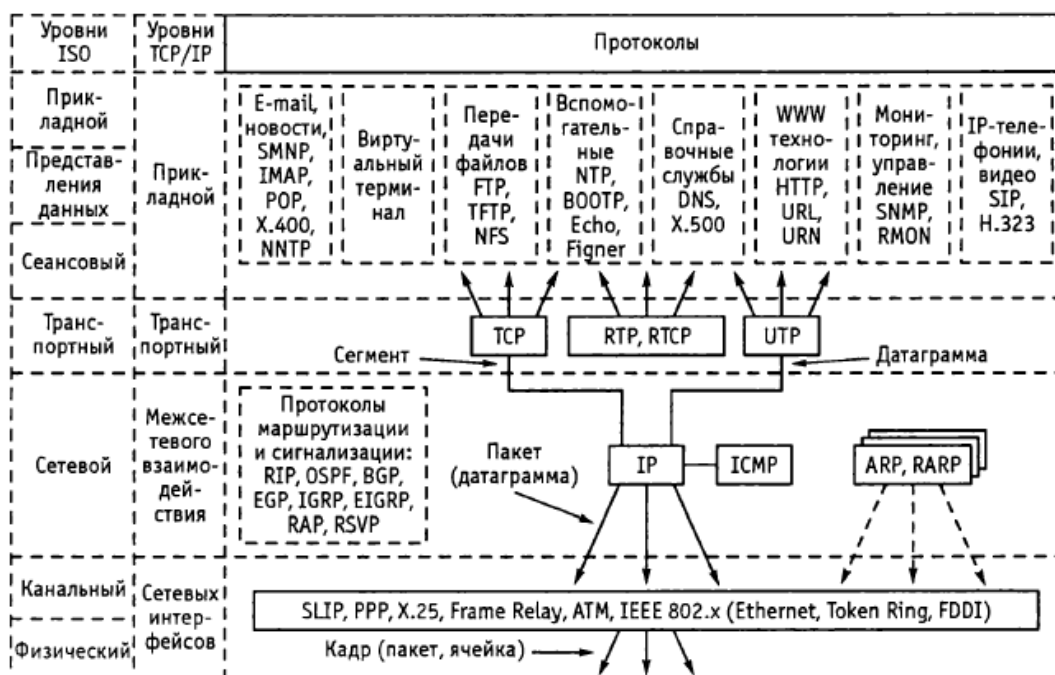 Уровни
ISO
Уровни
TCP/IP
Протоколы
Прик-
ладной
Представ-
ления
данных
Сеансовый
Прик-
ладной
E-mail,
новости,
SMNP,
IMAP,
POP,
X.400,
NNTP
Вирту-
альный
терми-
нал
Пере-
дачи
файлов
FTP,
TFTP,
NFS
Вспомо-
гатель-
ные
NTP,
BOOTP,
Echo,
Figner
Спра-
вочные
службы
DNS,
X.500
WWW
техно-
логии
HTTP,
URL,
URN
Мони-
торинг,
управ-
ление
SNMP,
RMON
IP-теле-
фонии,
видео
SIP,
H.323
Транс-
портный
Транс-
портный
TCP
RTP, RTCP
UTP
Сегмент
Датаграмма
Сетевой
Межсе-
тевого
взаимо-
дей-
ствия
Протоколы
маршрутизации
и сигнализации:
RIP, OSPF, BGP,
EGP, IGRP, EIGRP,
RAP, RSVP
Пакет
(датаграмма)
IP
ICMP
ARP, RARP
Канальный
Физический
Сетевых
интер-
фейсов
SLIP, PPP, X.25, Frame Relay, ATM, IEEE 802.x (Ethernet, Token Ring, FDDI)
Кадр (пакет, ячейка)